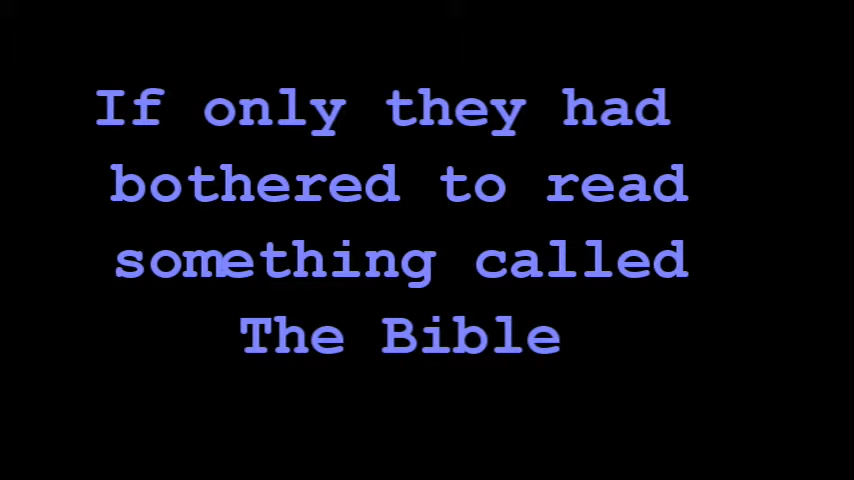 If only they had
bothered to read
something called
The Bible